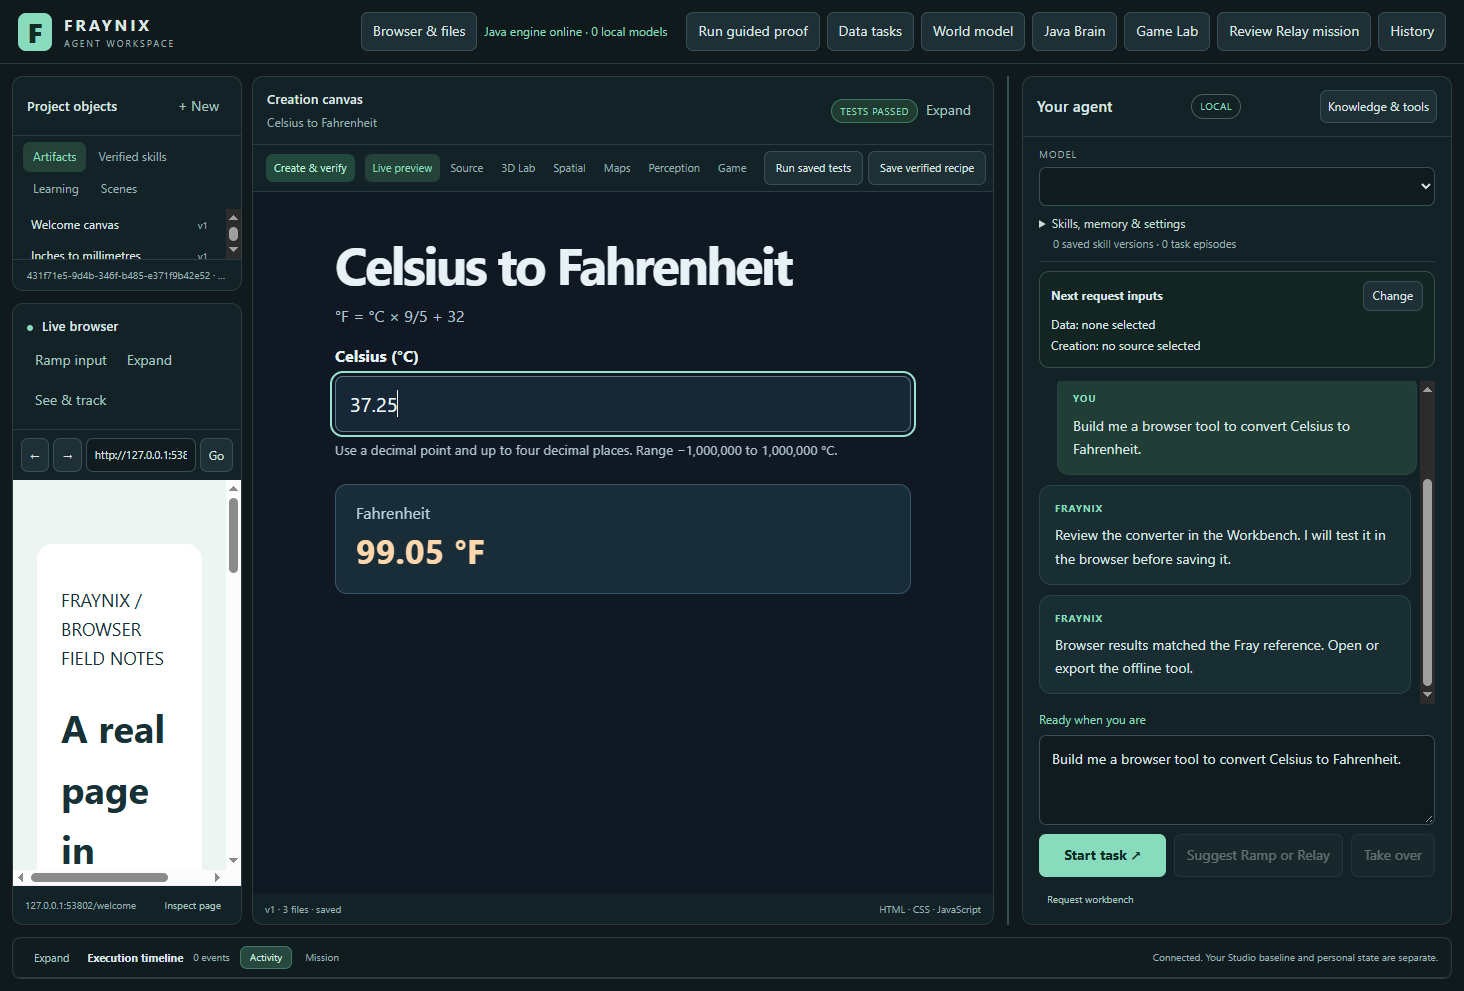 F
FRAYNIX
AGENT WORKSPACE
Browser & files
Java engine online · 0 local models
Run guided proof
Data tasks
World model
Java Brain
Game Lab
Review Relay mission
History
Project objects
+ New
Artifacts
Verified skills
Learning
Scenes
Welcome canvas
v1
Inches to millimetres
v1
431f71e5-9d4b-346f-b485-e371f9b42e52 · ...
Live browser
Ramp input
Expand
See & track
←
→
http://127.0.0.1:538
Go
FRAYNIX /
BROWSER
FIELD NOTES
A real
page
in
127.0.0.1:53802/welcome
Inspect page
Creation canvas
Celsius to Fahrenheit
TESTS PASSED
Expand
Create & verify
Live preview
Source
3D Lab
Spatial
Maps
Perception
Game
Run saved tests
Save verified recipe
Celsius to Fahrenheit
°F = °C × 9/5 + 32
Celsius (°C)
37.25
Use a decimal point and up to four decimal places. Range −1,000,000 to 1,000,000 °C.
Fahrenheit
99.05 °F
v1 · 3 files · saved
HTML · CSS · JavaScript
Your agent
LOCAL
Knowledge & tools
MODEL
Skills, memory & settings
0 saved skill versions · 0 task episodes
Next request inputs
Change
Data: none selected
Creation: no source selected
YOU
Build me a browser tool to convert Celsius to
Fahrenheit.
FRAYNIX
Review the converter in the Workbench. I will test it in
the browser before saving it.
FRAYNIX
Browser results matched the Fray reference. Open or
export the offline tool.
Ready when you are
Build me a browser tool to convert Celsius to Fahrenheit.
Start task ↗
Suggest Ramp or Relay
Take over
Request workbench
Expand
Execution timeline
0 events
Activity
Mission
Connected. Your Studio baseline and personal state are separate.